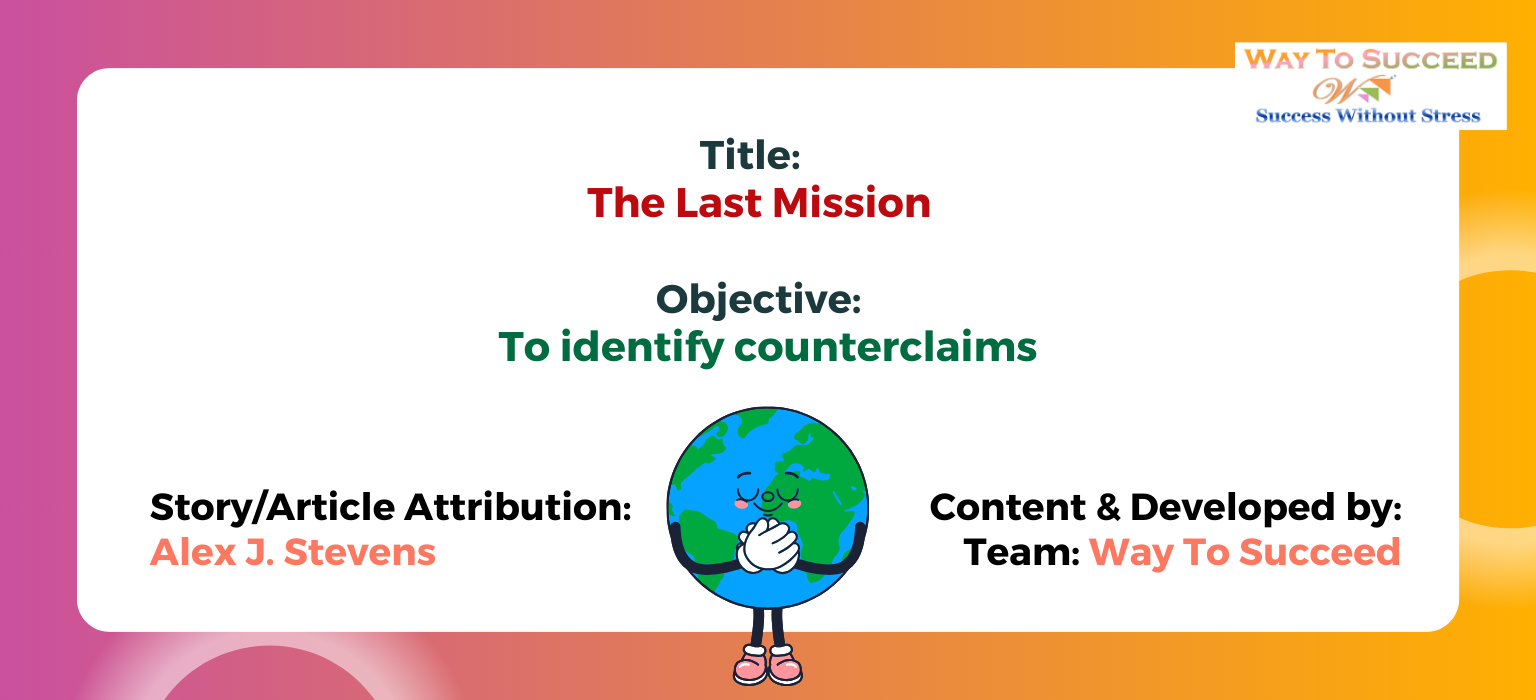 WAY TO SUCCEED
W
Success Without Stress
Title:
The Last Mission
Objective:
To identify counterclaims
Story/Article Attribution:
Alex J. Stevens
Content & Developed by:
Team: Way To Succeed